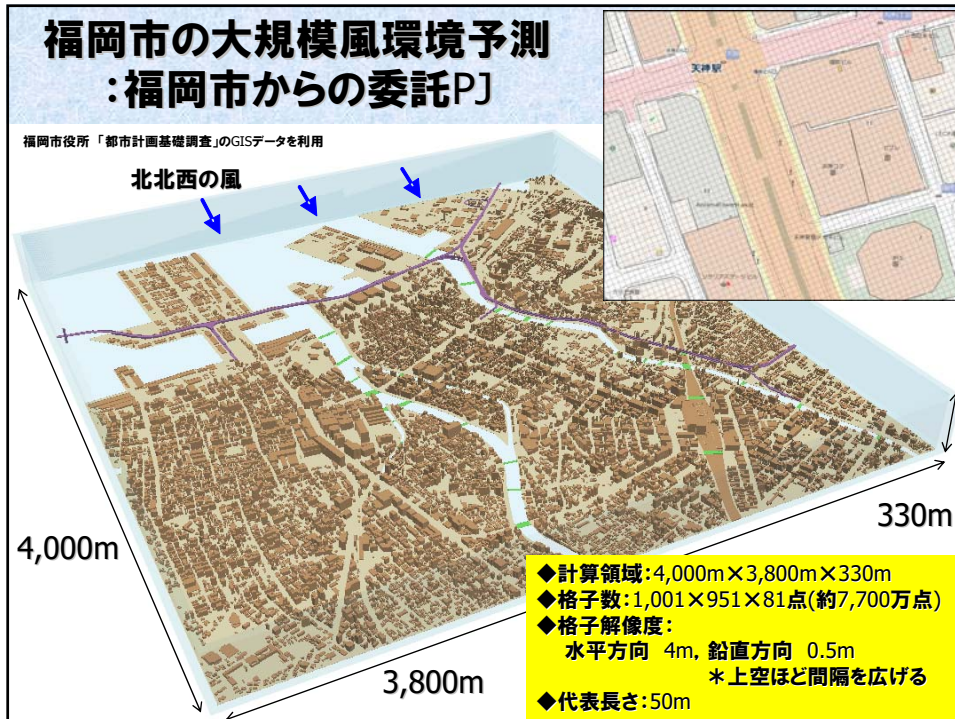 福岡市の大規模風環境予測
：福岡市からの委託PJ
福岡市役所 「都市計画基礎調査」のGISデータを利用
北北西の風
天神駅
4,000m
3,800m
330m
◆計算領域：4,000m×3,800m×330m
◆格子数：1,001×951×81点(約7,700万点)
◆格子解像度：
水平方向 4m，鉛直方向 0.5m
＊上空ほど間隔を広げる
◆代表長さ：50m